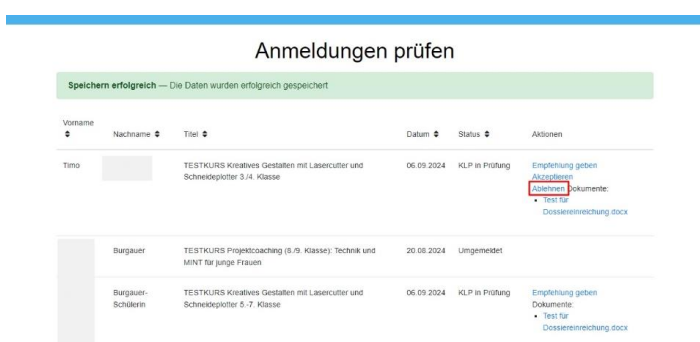 Anmeldungen prüfen
Speichern erfolgreich — Die Daten wurden erfolgreich gespeichert
Vorname
Nachname Titel Datum Status Aktionen
Timo TESTKURS Kreatives Gestalten mit Lasercutter und 06.09.2024 KLP in Prüfung Empfehlung geben
Schneideplotter 3./4. Klasse Akzeptieren
Ablehnen Dokumente:
• Test für
Dossiereinreichung.docx
Burgauer TESTKURS Projektcoaching (8./9. Klasse): Technik und 20.08.2024 Umgemeldet
MINT für junge Frauen
Burgauer- TESTKURS Kreatives Gestalten mit Lasercutter und 06.09.2024 KLP in Prüfung Empfehlung geben
Schülerin Schneideplotter 5.-7. Klasse Dokumente:
• Test für
Dossiereinreichung.docx